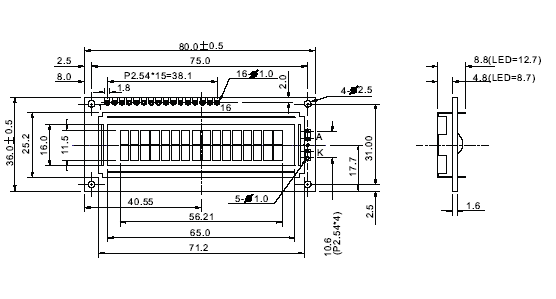 80.0±0.5
2.5
75.0
8.0
P2.54*15=38.1
16-ø1.0
1.8
16
2.0
4-ø2.5
8.8(LED=12.7)
4.8(LED=8.7)
36.0±0.5
25.2
16.0
11.5
A
K
17.7
31.00
2.5
40.55
5-ø1.0
56.21
65.0
71.2
10.6
(P2.54*4)
1.6